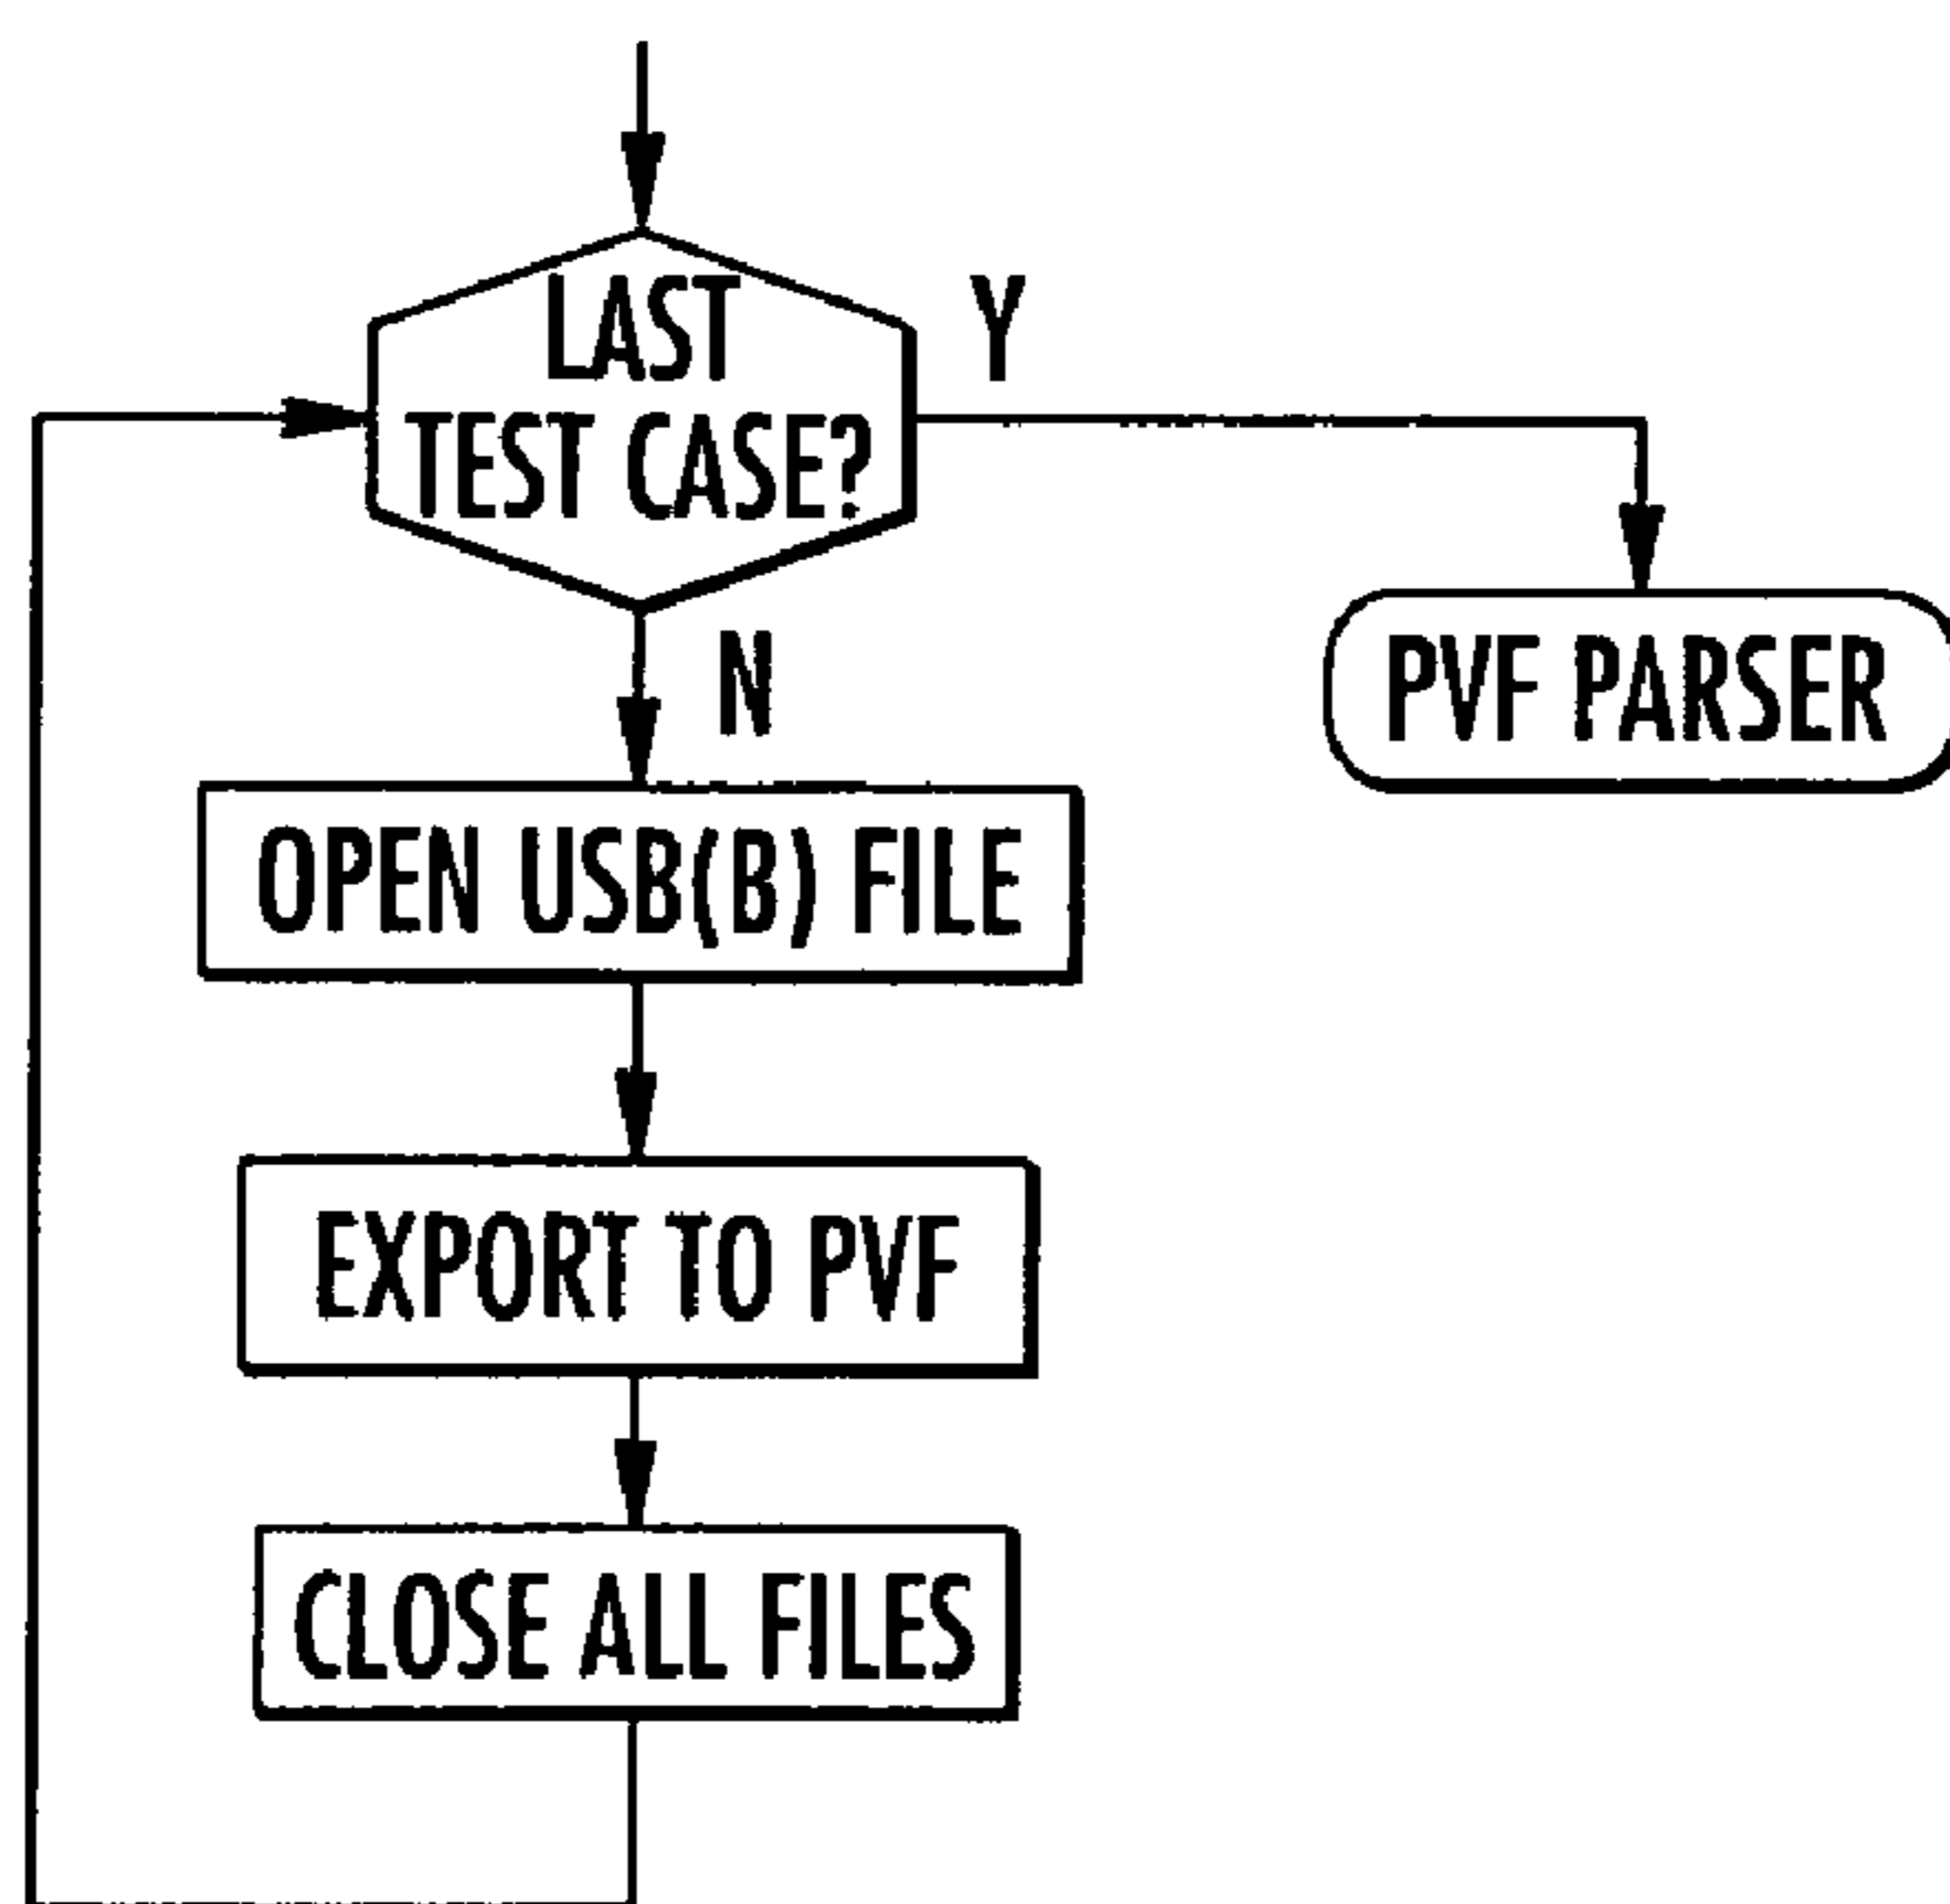 LAST
TEST CASE?
Y
N
PVF PARSER
OPEN USB(B) FILE
EXPORT TO PVF
CLOSE ALL FILES